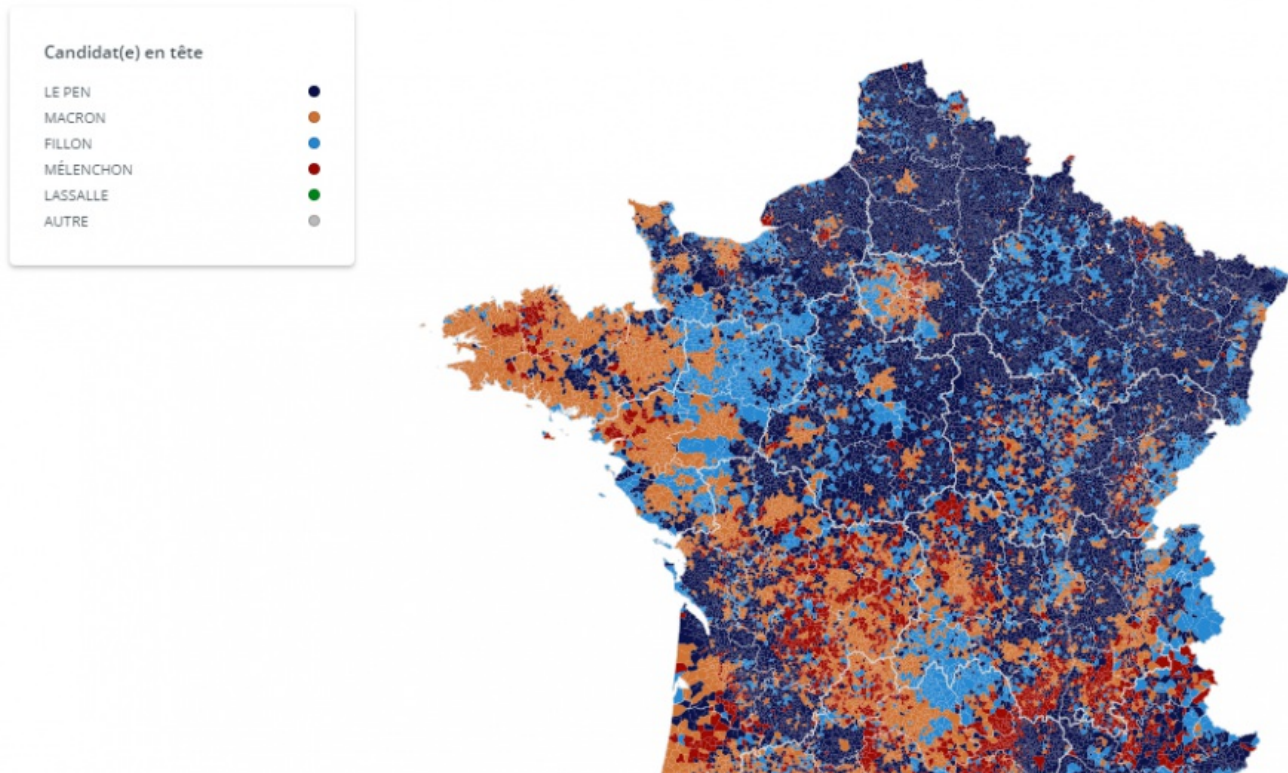 Candidat(e) en tête
LE PEN
MACRON
FILLON
MÉLENCHON
LASSALLE
AUTRE